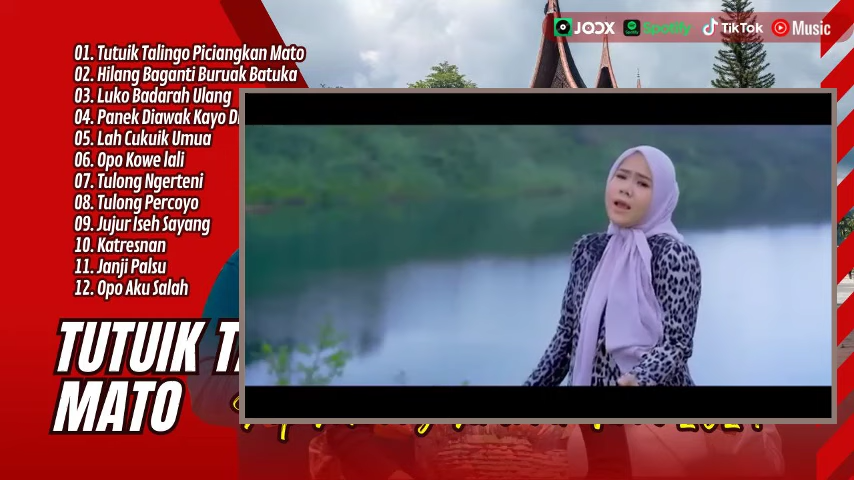 JOOX Spotify TikTok Music
01. Tutuik Talingo Piciangkan Mato
02. Hilang Baganti Buruak Batuka
03. Luko Badarah Ulang
04. Panek Diawak Kayo
05. Lah Cukuik Umua
06. Opo Kowe lali
07. Tulong Ngerteni
08. Tulong Percoyo
09. Jujur Iseh Sayang
10. Katresnan
11. Janji Palsu
12. Opo Aku Salah
TUTUIK
MATO
2021